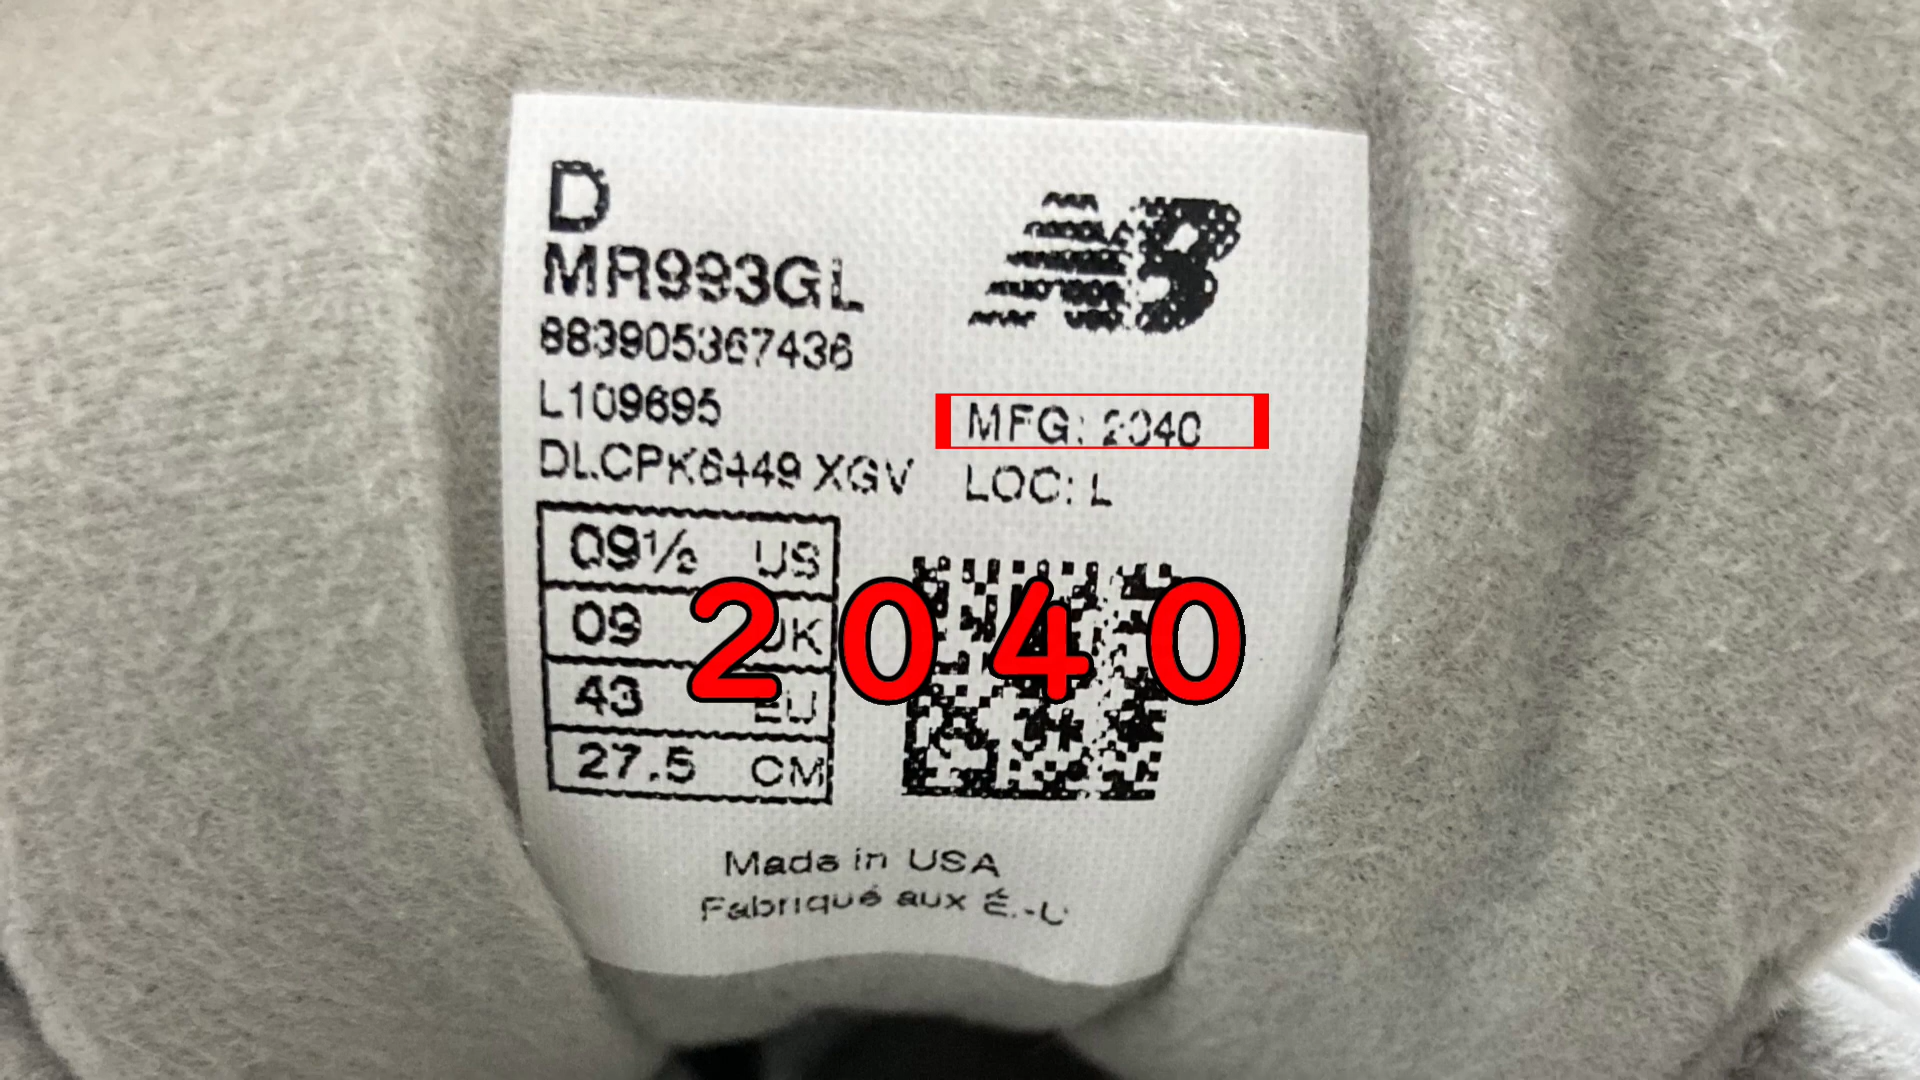 D
MR993GL
NB
883905367436
L109695
DLCPK6449 XGV
MFG: 2040
LOC: L
09½ US
09 UK
43 EU
27.5 CM
2040
Made in USA
Fabriqué aux É.-U